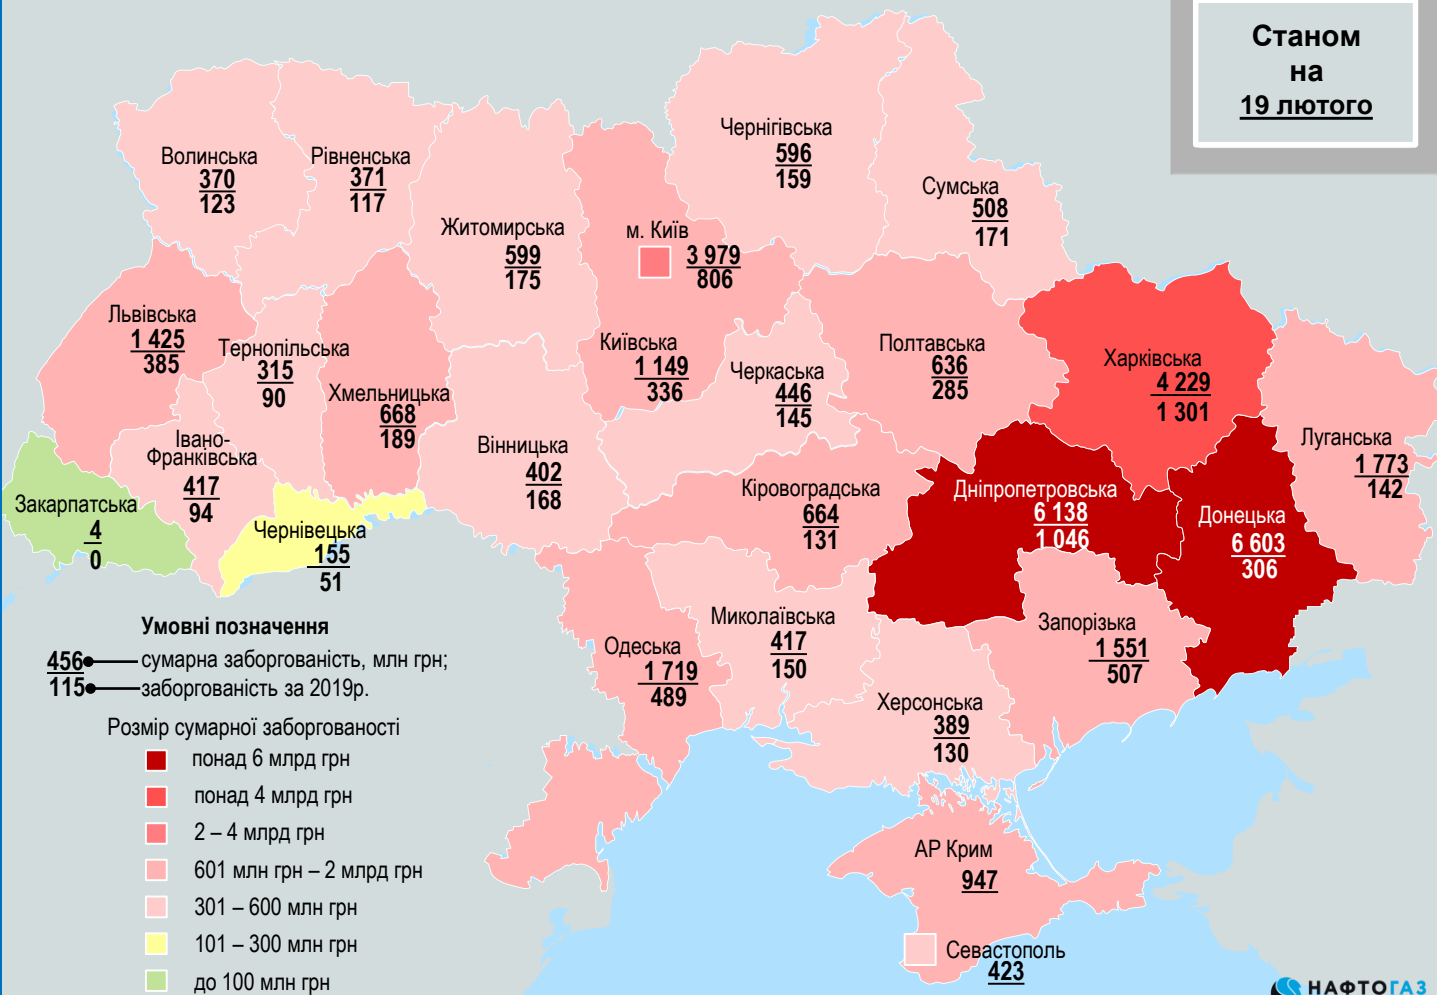 Станом
на
19 лютого
Волинська
370
123
Рівненська
371
117
Житомирська
599
175
м. Київ
3 979
806
Чернігівська
596
159
Сумська
508
171
Львівська
1 425
385
Тернопільська
315
90
Хмельницька
668
189
Київська
1 149
336
Черкаська
446
145
Полтавська
636
285
Харківська
4 229
1 301
Луганська
1 773
142
Івано-
Франківська
417
94
Закарпатська
4
0
Чернівецька
155
51
Вінницька
402
168
Кіровоградська
664
131
Дніпропетровська
6 138
1 046
Донецька
6 603
306
Одеська
1 719
489
Миколаївська
417
150
Запорізька
1 551
507
Херсонська
389
130
АР Крим
947
Севастополь
423
Умовні позначення
456 сумарна заборгованість, млн грн;
115 заборгованість за 2019р.
Розмір сумарної заборгованості
понад 6 млрд грн
понад 4 млрд грн
2 – 4 млрд грн
601 млн грн – 2 млрд грн
301 – 600 млн грн
101 – 300 млн грн
до 100 млн грн
НАФТОГАЗ